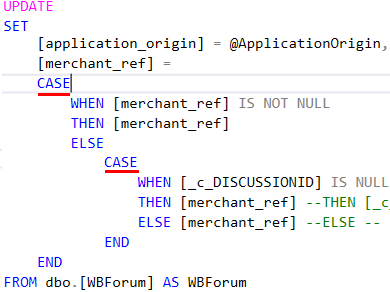 UPDATE
SET
[application_origin] = @ApplicationOrigin,
[merchant_ref] =
CASE
WHEN [merchant_ref] IS NOT NULL
THEN [merchant_ref]
ELSE
CASE
WHEN [_c_DISCUSSIONID] IS NULL
THEN [merchant_ref] --THEN [_c
ELSE [merchant_ref] --ELSE --
END
END
FROM dbo.[WBForum] AS WBForum